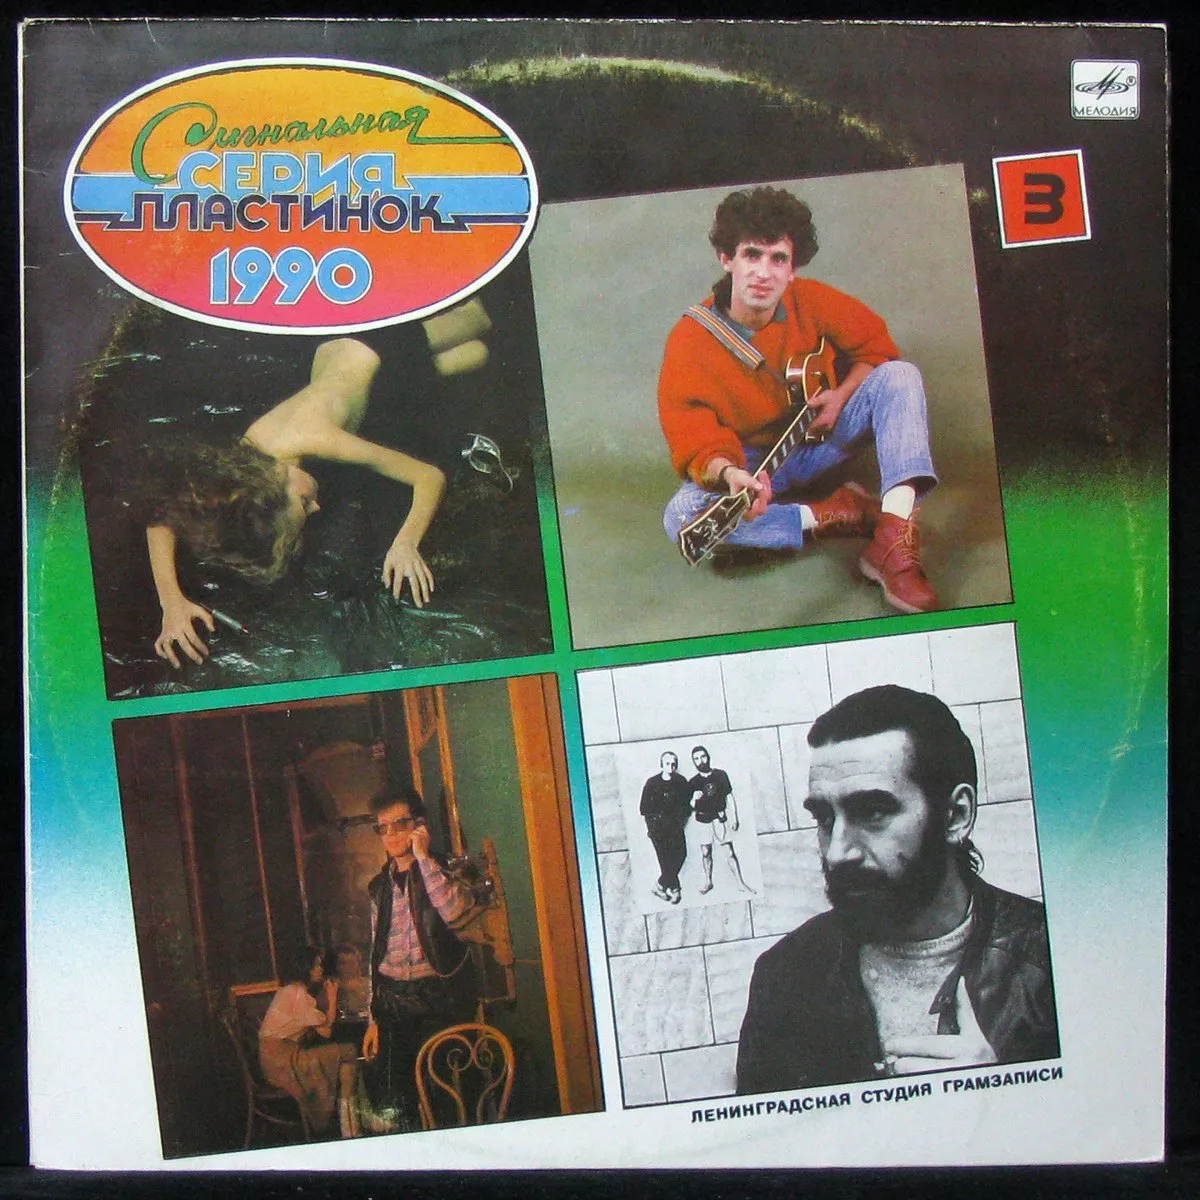 Сигнальная
СЕРИЯ
ПЛАСТИНОК
1990
МЕЛОДИЯ
3
ЛЕНИНГРАДСКАЯ СТУДИЯ ГРАМЗАПИСИ